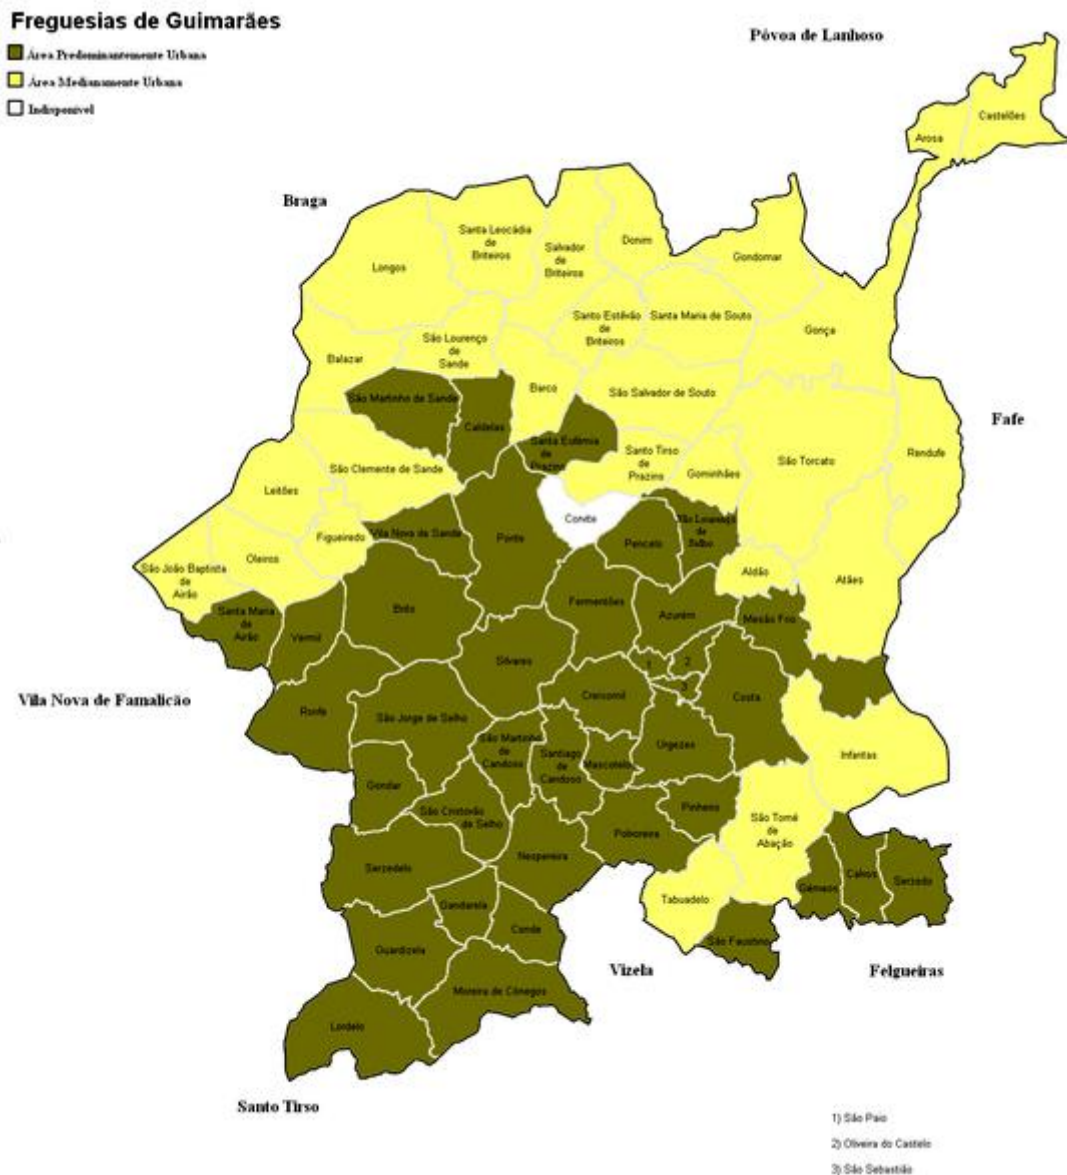 Freguesias de Guimarães
Área Predominantemente Urbana
Área Medianamente Urbana
Indisponível
Póvoa de Lanhoso
Castelões
Arosa
Braga
Santa Leocádia
de
Briteiros
Salvador
de
Briteiros
Donim
Gondomar
Longos
Santo Estêvão
de
Briteiros
Santa Maria de Souto
Gonça
São Lourenço
de
Sande
Balazar
Barco
São Salvador de Souto
São Martinho de Sande
Caldelas
Fafe
Santa Eufémia
de
Prazins
Santo Tirso
de
Prazins
Gominhães
São Torcato
Rendufe
São Clemente de Sande
Leitões
Corvite
São Lourenço
de
Selho
Vila Nova de Sande
Ponte
Figueiredo
Pencelo
Oleiros
São João Baptista
de
Airão
Aldão
Atães
Santa Maria
de
Airão
Vermil
Brito
Fermentões
Azurém
Mesão Frio
Silvares
1
2
3
Creixomil
Costa
Vila Nova de Famalicão
Ronfe
São Jorge de Selho
São Martinho
de
Candoso
Santiago
de
Candoso
Mascotelo
Urgezes
Infantas
Gondar
São Cristóvão
de Selho
Pinheiro
Polvoreira
São Tomé
de
Abação
Nespereira
Serzedelo
Gémeos
Calvos
Serzedo
Gandarela
Tabuadelo
Conde
São Faustino
Guardizela
Vizela
Felgueiras
Moreira de Cónegos
Lordelo
Santo Tirso
1) São Paio
2) Oliveira do Castelo
3) São Sebastião